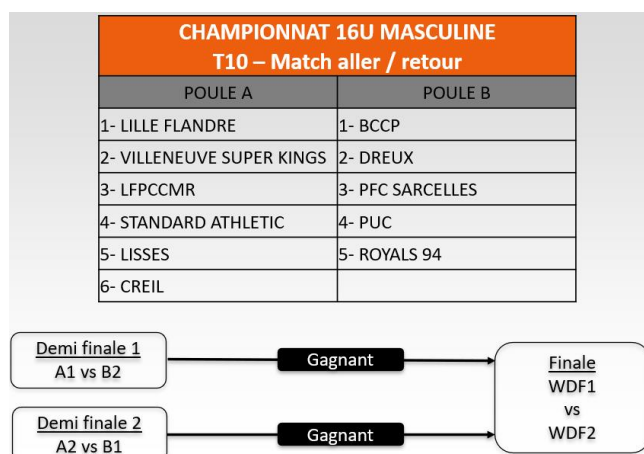 CHAMPIONNAT 16U MASCULINE
T10 – Match aller / retour
POULE A POULE B
1- LILLE FLANDRE 1- BCCP
2- VILLENEUVE SUPER KINGS 2- DREUX
3- LFPCCMR 3- PFC SARCELLES
4- STANDARD ATHLETIC 4- PUC
5- LISSES 5- ROYALS 94
6- CREIL
Demi finale 1
A1 vs B2
Gagnant
Finale
WDF1
vs
WDF2
Demi finale 2
A2 vs B1
Gagnant